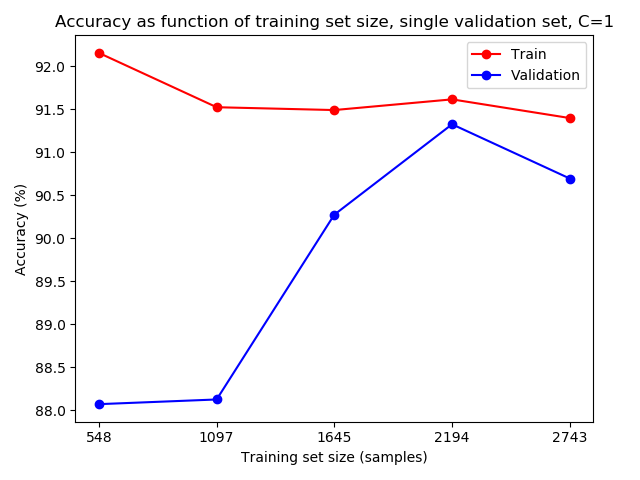 Accuracy as function of training set size, single validation set, C=1
Train
Validation
92.0
91.5
91.0
90.5
90.0
89.5
89.0
88.5
88.0
Accuracy (%)
548 1097 1645 2194 2743
Training set size (samples)